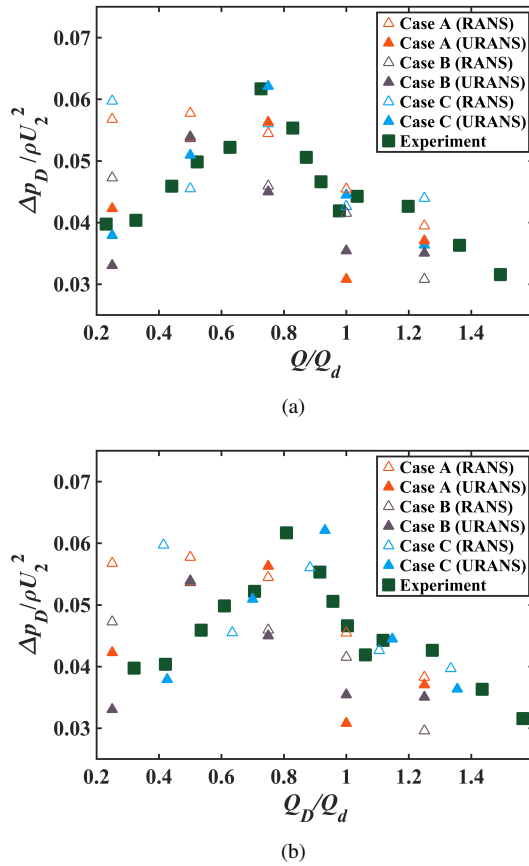 (a)
0.07
0.06
0.05
0.04
0.03
Δp_D/ρU_2^2
Case A (RANS)
Case A (URANS)
Case B (RANS)
Case B (URANS)
Case C (RANS)
Case C (URANS)
Experiment
0.2 0.4 0.6 0.8 1 1.2 1.4
Q/Q_d
(a)
(b)
0.07
0.06
0.05
0.04
0.03
Δp_D/ρU_2^2
Case A (RANS)
Case A (URANS)
Case B (RANS)
Case B (URANS)
Case C (RANS)
Case C (URANS)
Experiment
0.2 0.4 0.6 0.8 1 1.2 1.4
Q_D/Q_d
(b)